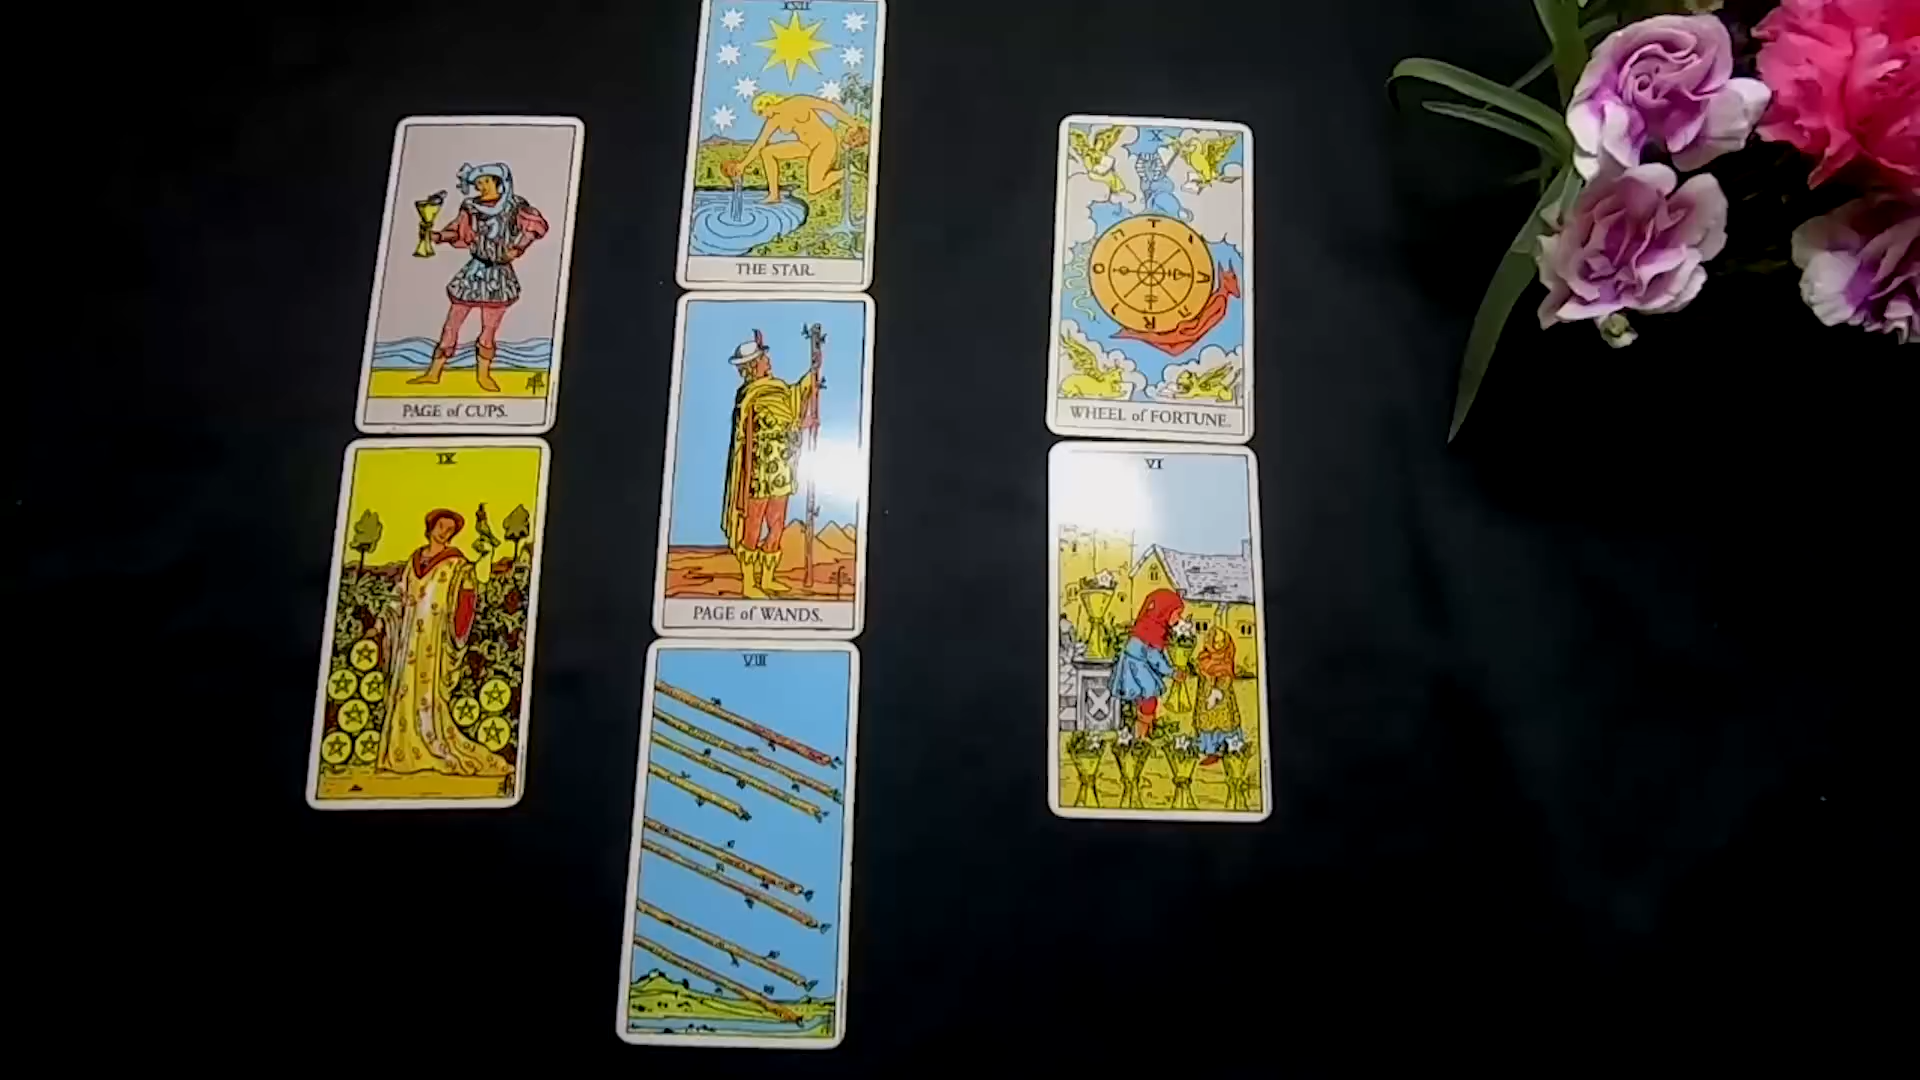 XVII
THE STAR.
PAGE of CUPS.
X
WHEEL of FORTUNE.
IX
PAGE of WANDS.
VI
VIII